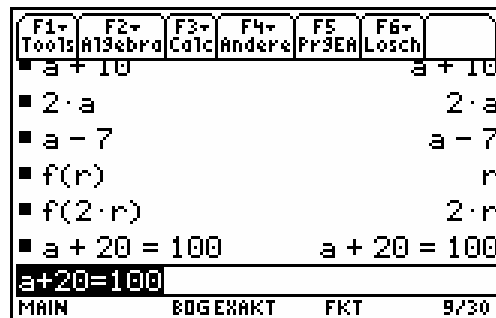 F1 F2 F3 F4 F5 F6
Tools Al9ebra Calc Andere Pr9EA Losch
▪ a + 10 a + 10
▪ 2·a 2·a
▪ a − 7 a − 7
▪ f(r) r
▪ f(2·r) 2·r
▪ a + 20 = 100 a + 20 = 100
a+20=100
MAIN BOG EXAKT FKT 9/30